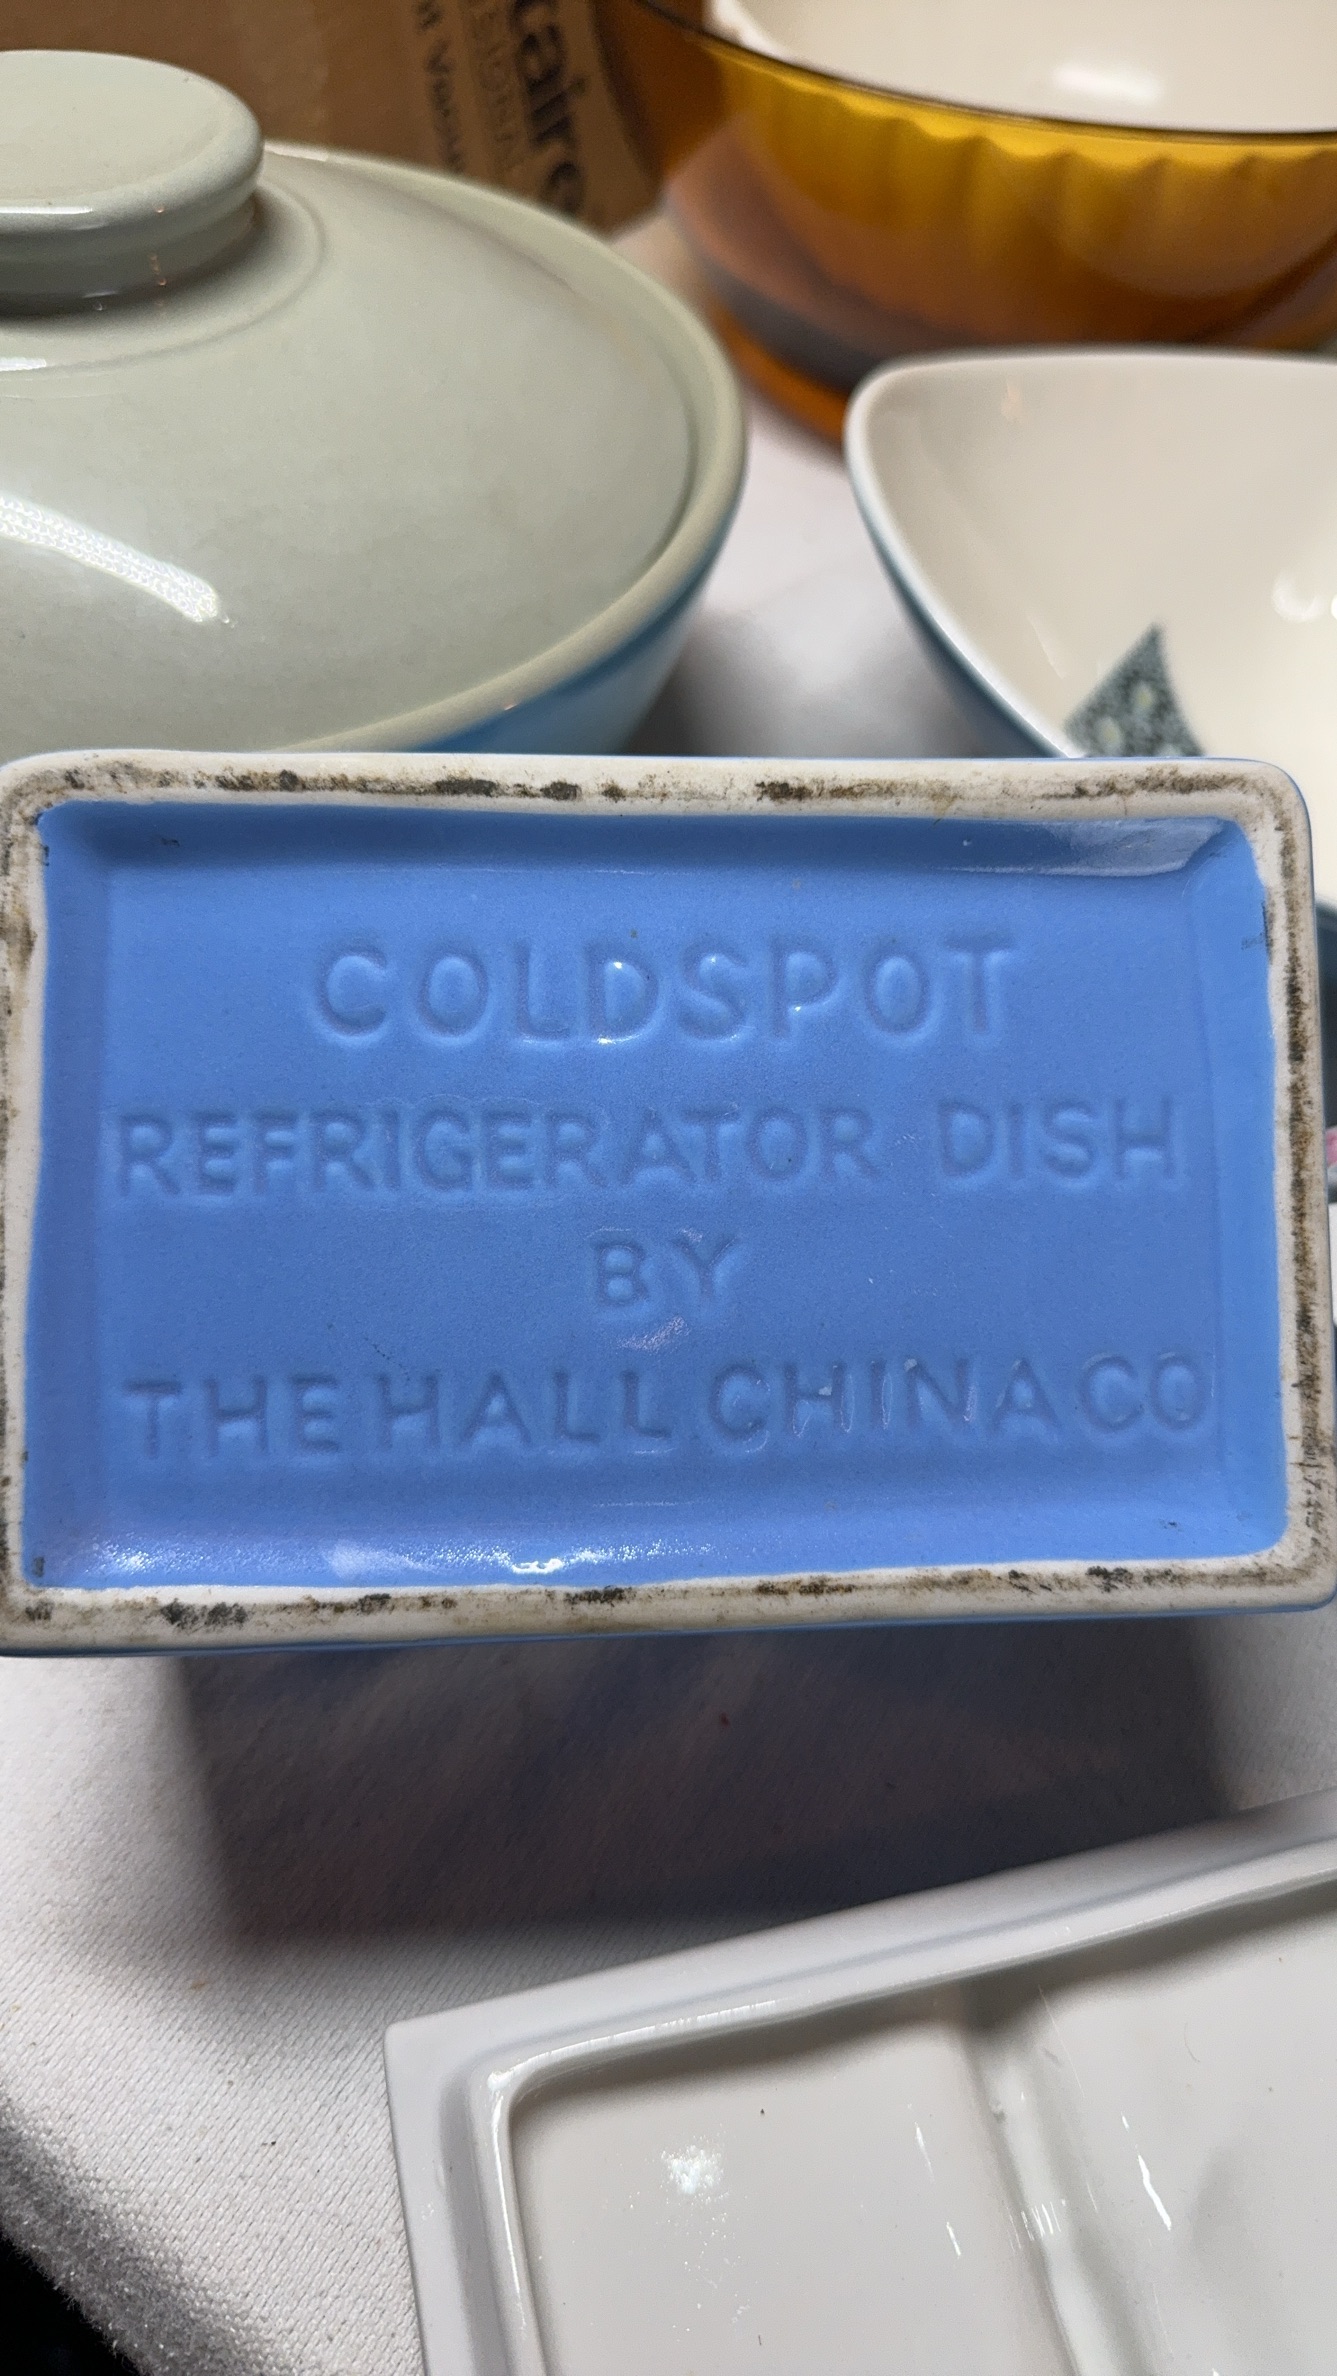 COLDSPOT
REFRIGERATOR DISH
BY
THE HALL CHINA CO